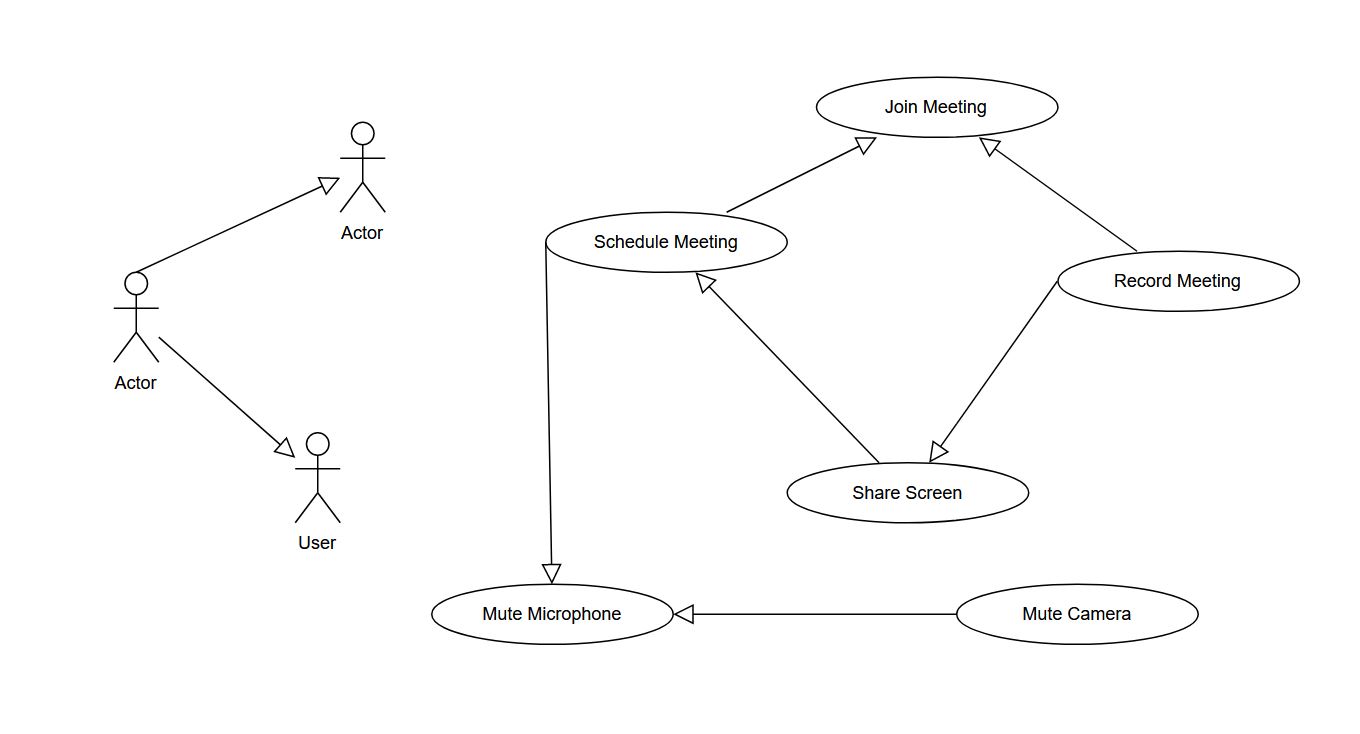 Join Meeting
Actor
Schedule Meeting
Record Meeting
Actor
Share Screen
User
Mute Microphone
Mute Camera